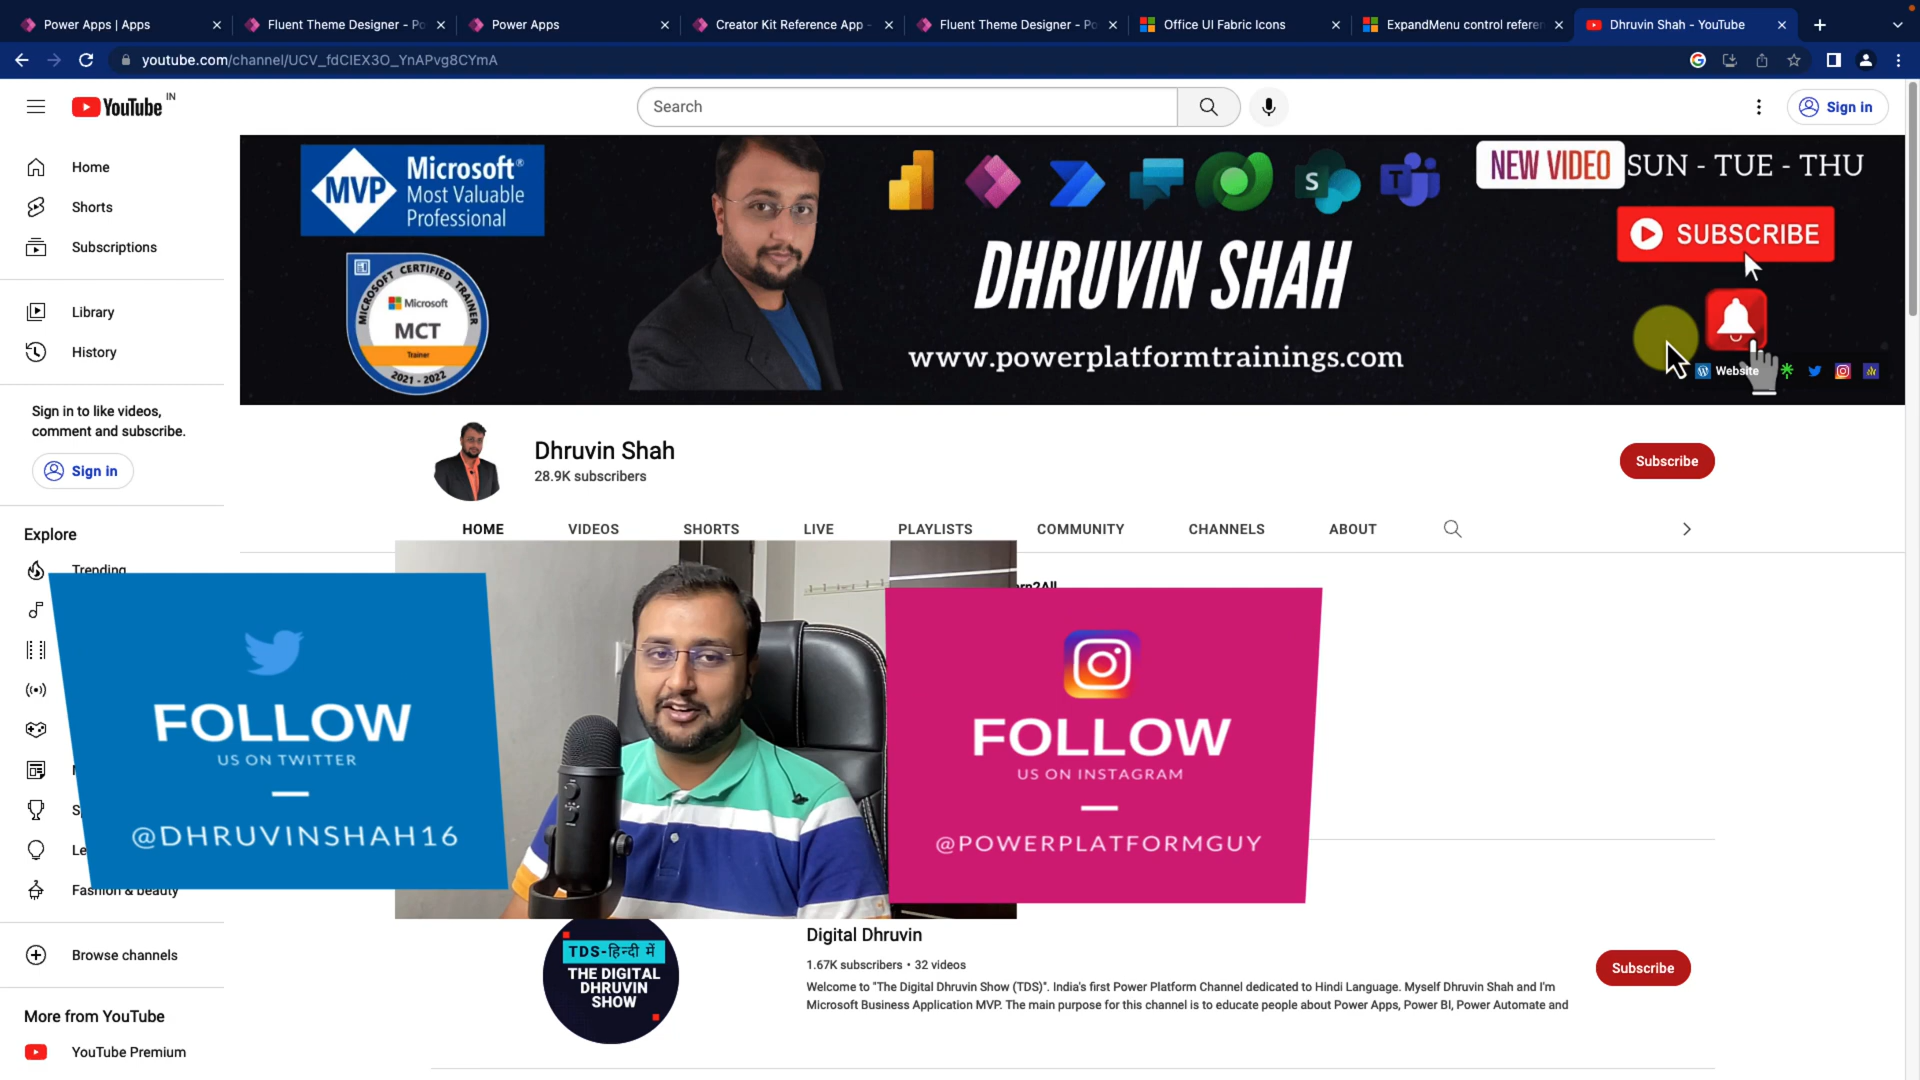 Power Apps | Apps
Fluent Theme Designer - Po
Power Apps
Creator Kit Reference App -
Fluent Theme Designer - Po
Office UI Fabric Icons
ExpandMenu control referen
Dhruvin Shah - YouTube
youtube.com/channel/UCV_fdCIEX3O_YnAPvg8CYmA
YouTube IN
Search
Sign in
Home
Shorts
Subscriptions
Library
History
Sign in to like videos,
comment and subscribe.
Sign in
Explore
Trending
Fashion & beauty
Browse channels
More from YouTube
YouTube Premium
MVP
Microsoft®
Most Valuable
Professional
MICROSOFT CERTIFIED TRAINER
Microsoft
MCT
Trainer
2021 - 2022
DHRUVIN SHAH
www.powerplatformtrainings.com
NEW VIDEO SUN - TUE - THU
SUBSCRIBE
Website
Dhruvin Shah
28.9K subscribers
Subscribe
HOME
VIDEOS
SHORTS
LIVE
PLAYLISTS
COMMUNITY
CHANNELS
ABOUT
FOLLOW
US ON TWITTER
@DHRUVINSHAH16
FOLLOW
US ON INSTAGRAM
@POWERPLATFORMGUY
TDS-हिन्दी में
THE DIGITAL
DHRUVIN
SHOW
Digital Dhruvin
1.67K subscribers • 32 videos
Welcome to "The Digital Dhruvin Show (TDS)". India's first Power Platform Channel dedicated to Hindi Language. Myself Dhruvin Shah and I'm
Microsoft Business Application MVP. The main purpose for this channel is to educate people about Power Apps, Power BI, Power Automate and
Subscribe